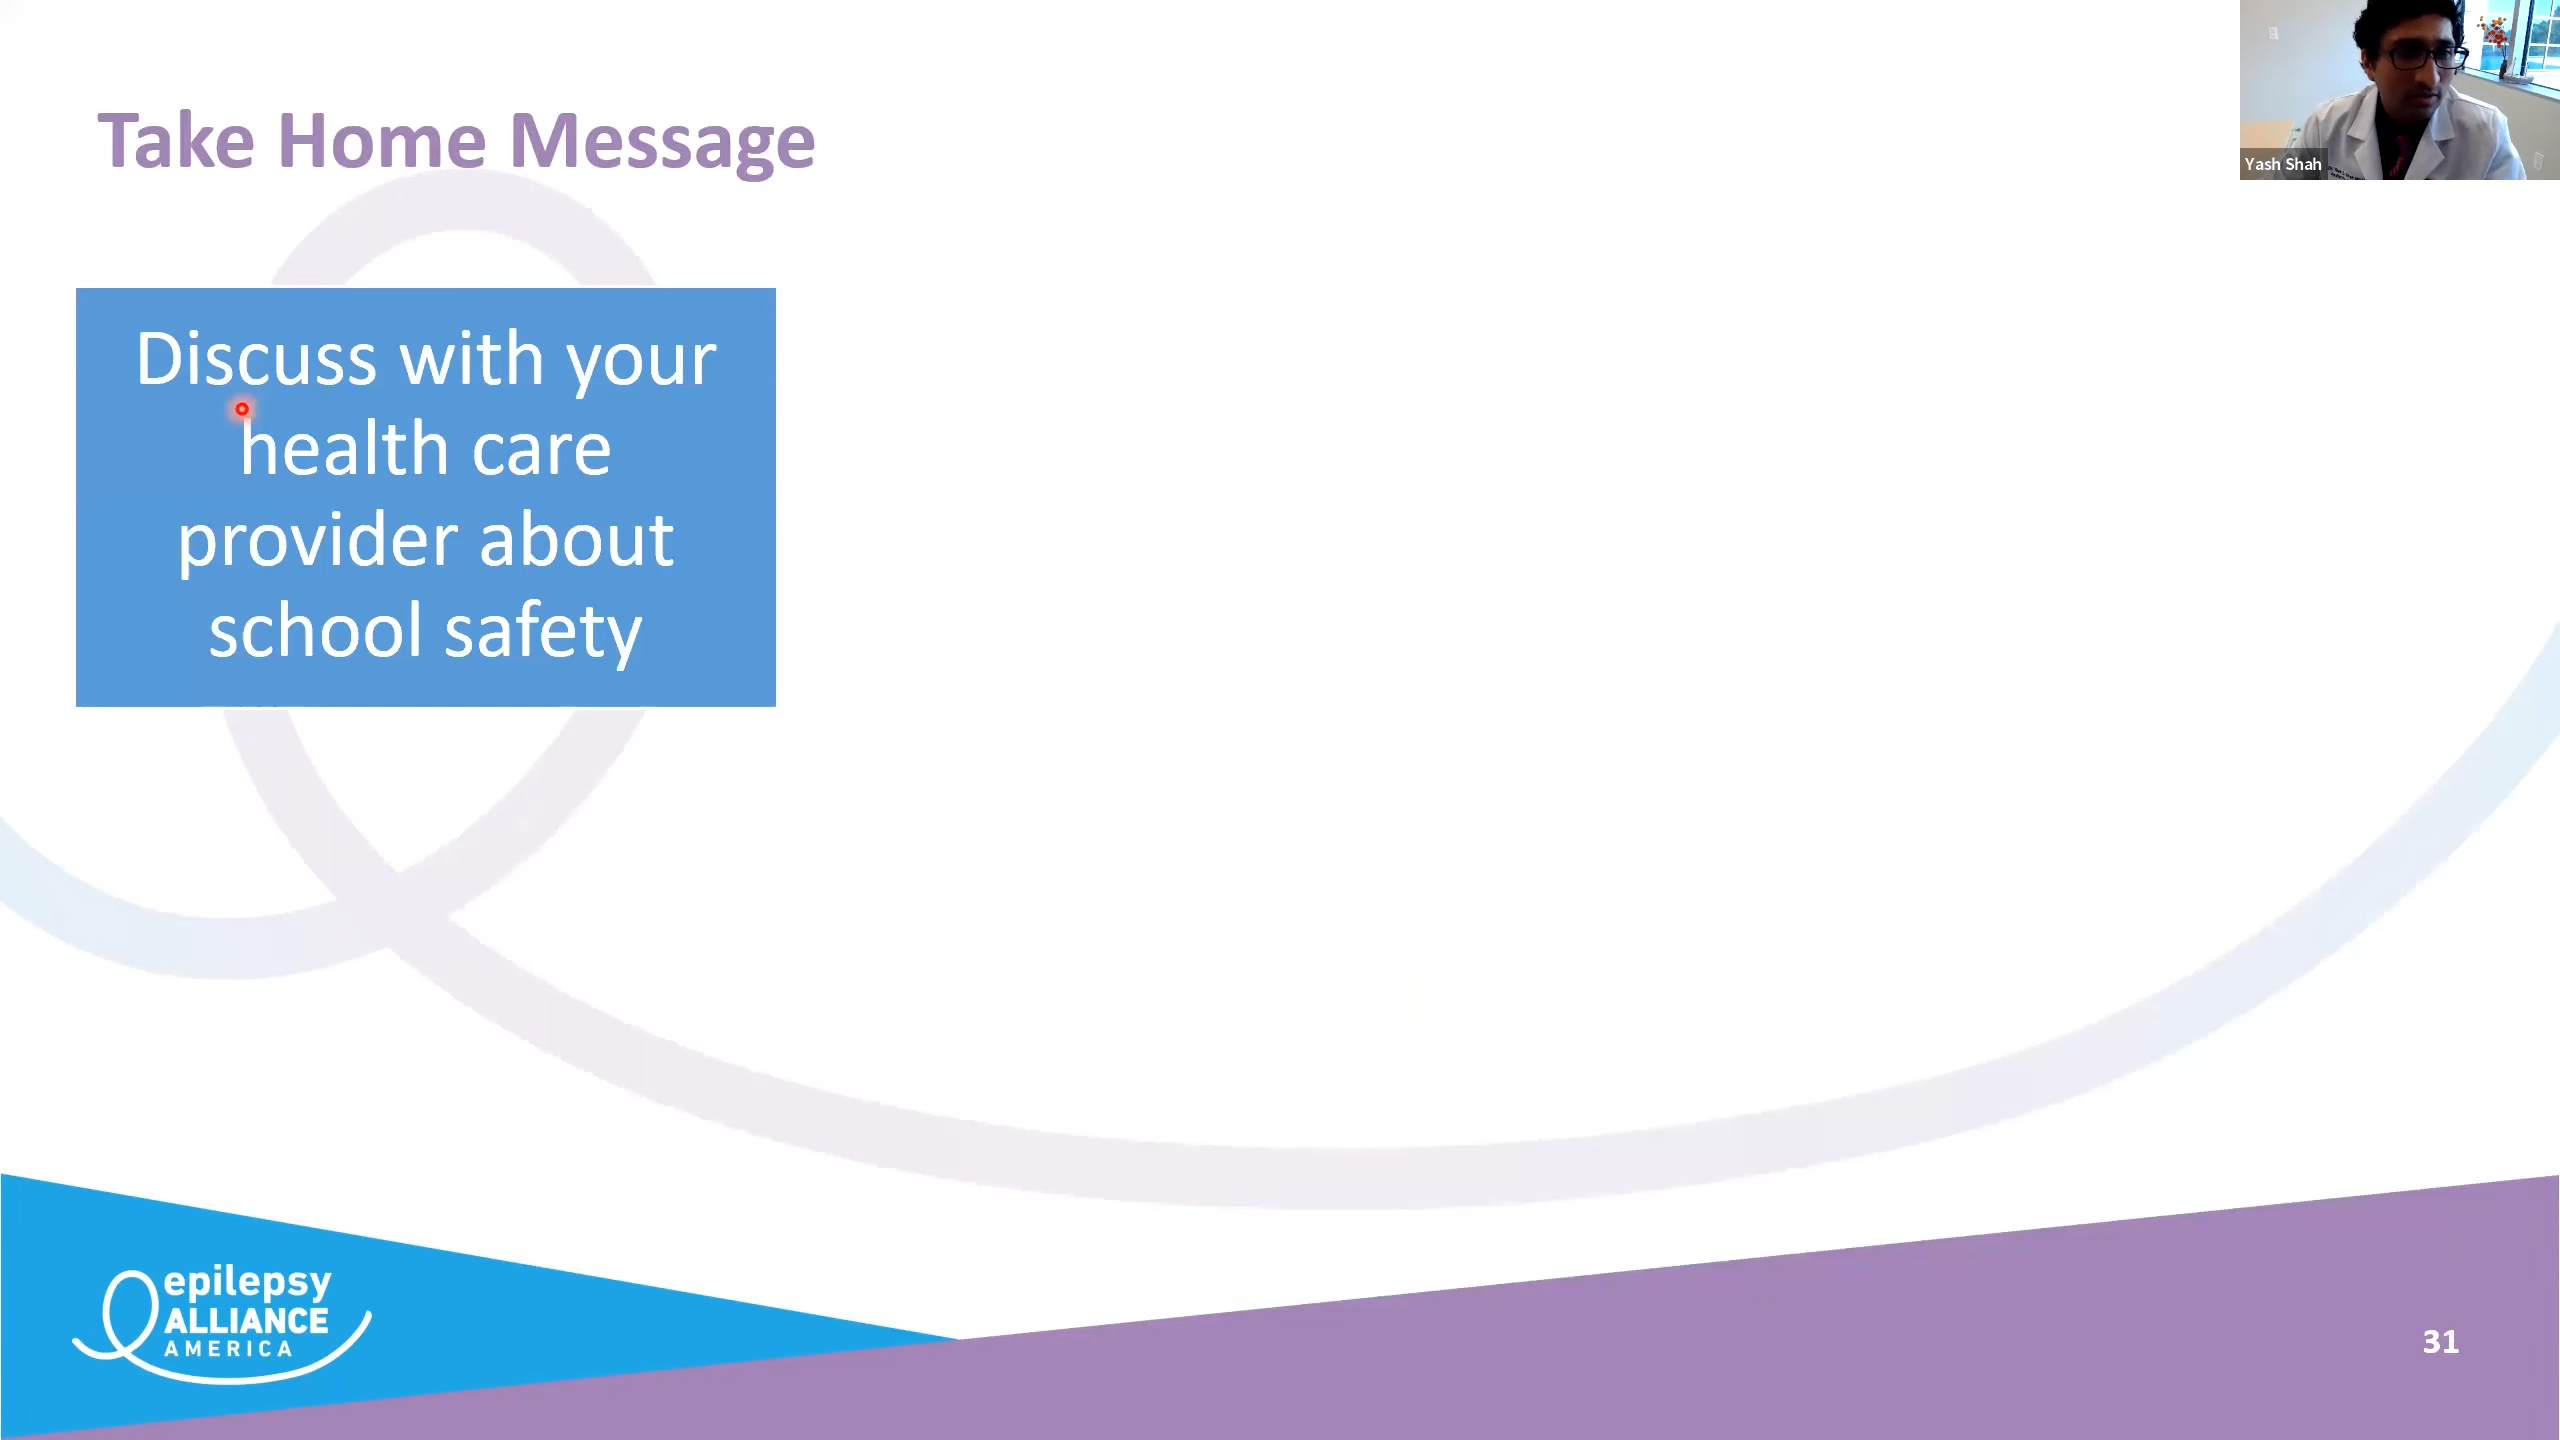 Take Home Message
Yash Shah
Discuss with your
health care
provider about
school safety
epilepsy
ALLIANCE
AMERICA
31